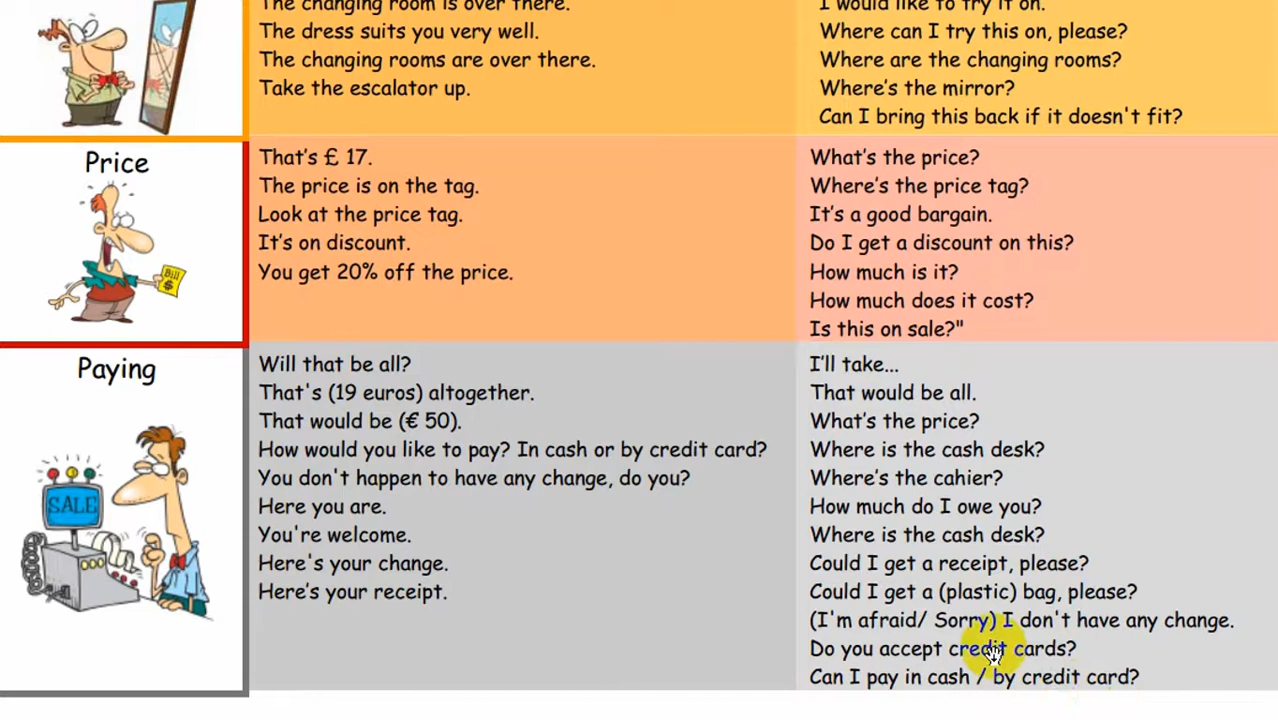 The changing room is over there.
The dress suits you very well.
The changing rooms are over there.
Take the escalator up.
I would like to try it on.
Where can I try this on, please?
Where are the changing rooms?
Where's the mirror?
Can I bring this back if it doesn't fit?
Price
Bill
$
That's £ 17.
The price is on the tag.
Look at the price tag.
It's on discount.
You get 20% off the price.
What's the price?
Where's the price tag?
It's a good bargain.
Do I get a discount on this?
How much is it?
How much does it cost?
Is this on sale?"
Paying
SALE
Will that be all?
That's (19 euros) altogether.
That would be (€ 50).
How would you like to pay? In cash or by credit card?
You don't happen to have any change, do you?
Here you are.
You're welcome.
Here's your change.
Here's your receipt.
I'll take...
That would be all.
What's the price?
Where is the cash desk?
Where's the cahier?
How much do I owe you?
Where is the cash desk?
Could I get a receipt, please?
Could I get a (plastic) bag, please?
(I'm afraid/ Sorry) I don't have any change.
Do you accept credit cards?
Can I pay in cash / by credit card?